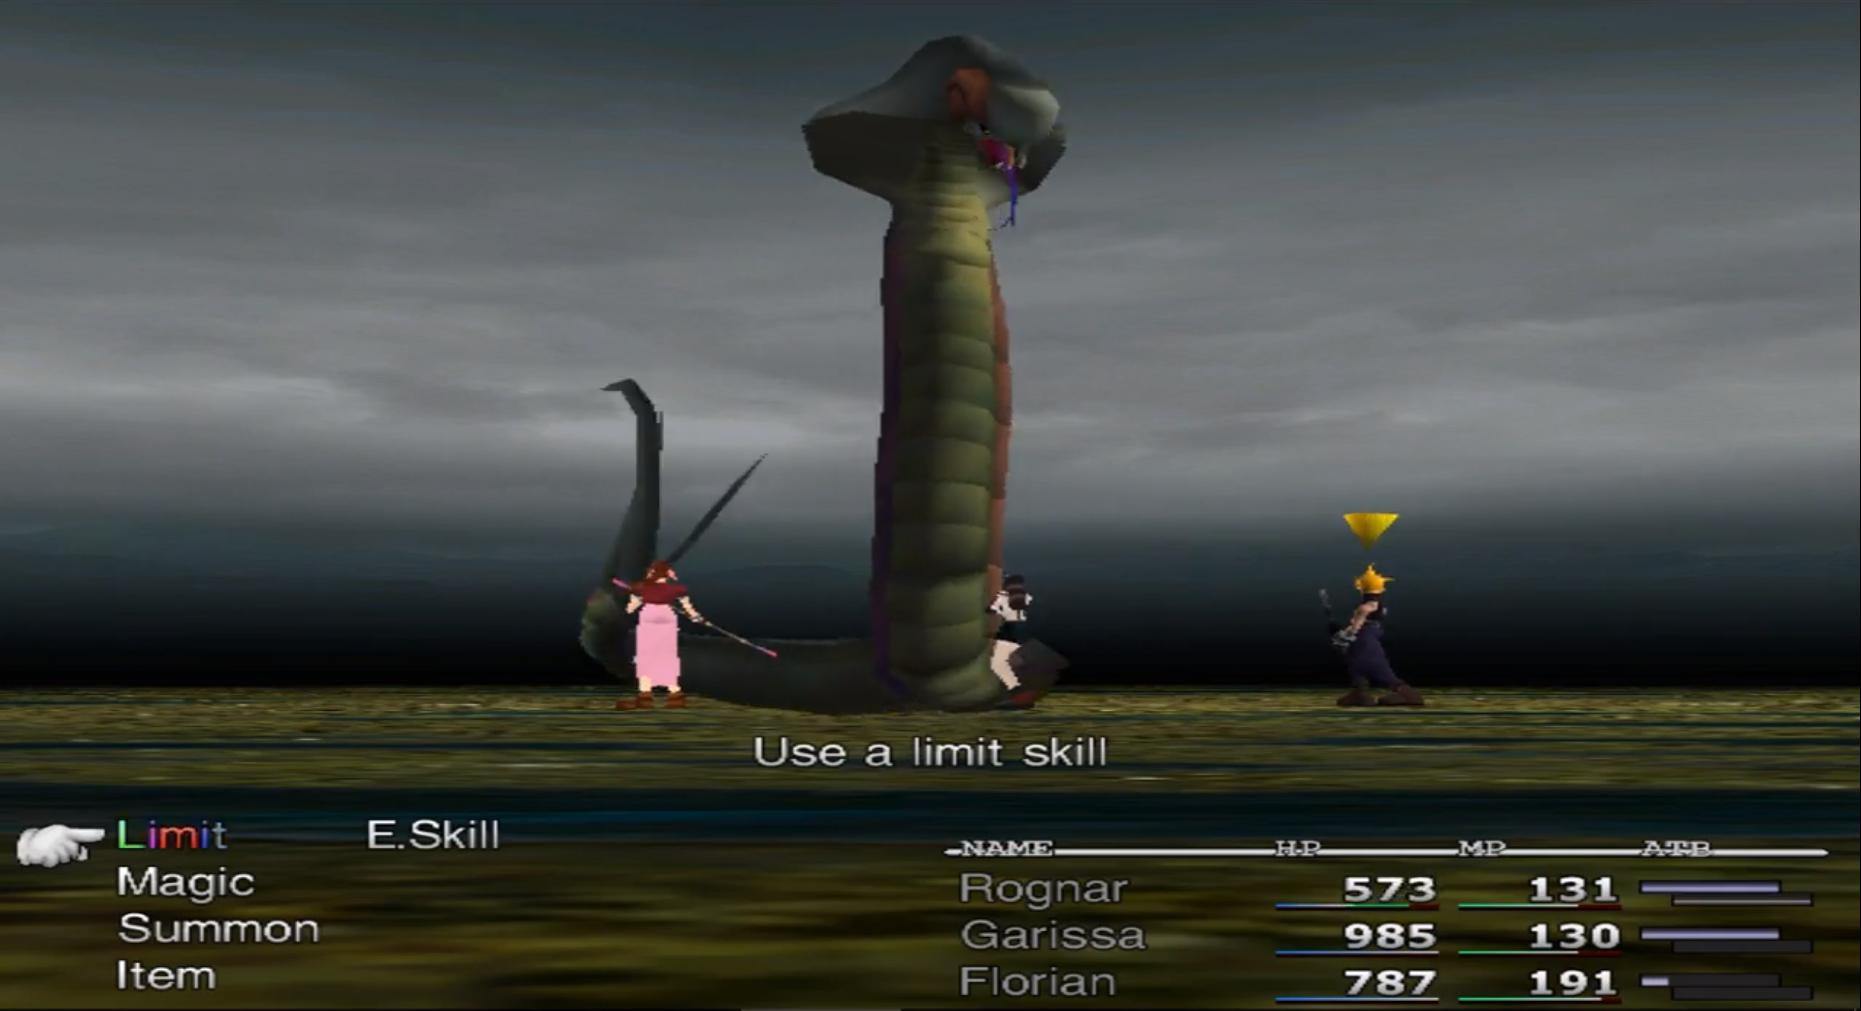 Use a limit skill
Limit E.Skill
Magic
Summon
Item
NAME HP MP ATB
Rognar 573 131
Garissa 985 130
Florian 787 191